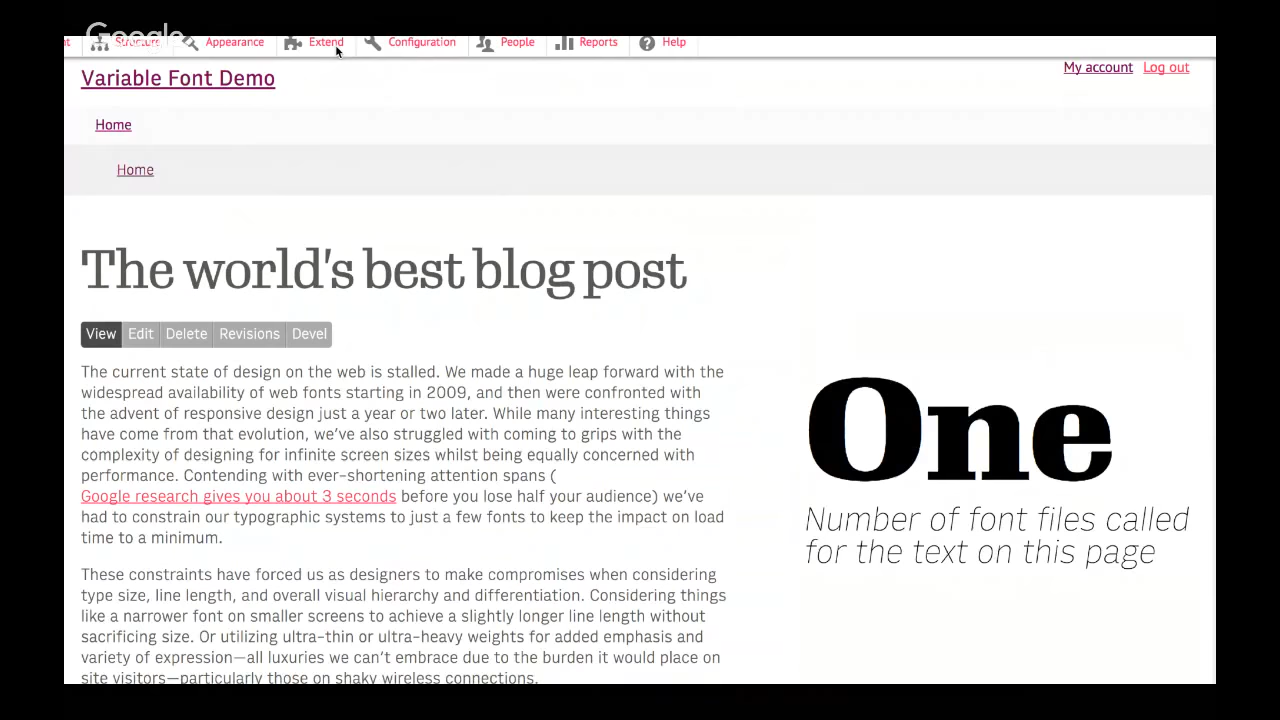 Google
Structure Appearance Extend Configuration People Reports Help
My account Log out
Variable Font Demo
Home
Home
The world's best blog post
View Edit Delete Revisions Devel
The current state of design on the web is stalled. We made a huge leap forward with the
widespread availability of web fonts starting in 2009, and then were confronted with
the advent of responsive design just a year or two later. While many interesting things
have come from that evolution, we've also struggled with coming to grips with the
complexity of designing for infinite screen sizes whilst being equally concerned with
performance. Contending with ever-shortening attention spans (
Google research gives you about 3 seconds before you lose half your audience) we've
had to constrain our typographic systems to just a few fonts to keep the impact on load
time to a minimum.
These constraints have forced us as designers to make compromises when considering
type size, line length, and overall visual hierarchy and differentiation. Considering things
like a narrower font on smaller screens to achieve a slightly longer line length without
sacrificing size. Or utilizing ultra-thin or ultra-heavy weights for added emphasis and
variety of expression—all luxuries we can't embrace due to the burden it would place on
site visitors—particularly those on shaky wireless connections.
One
Number of font files called
for the text on this page